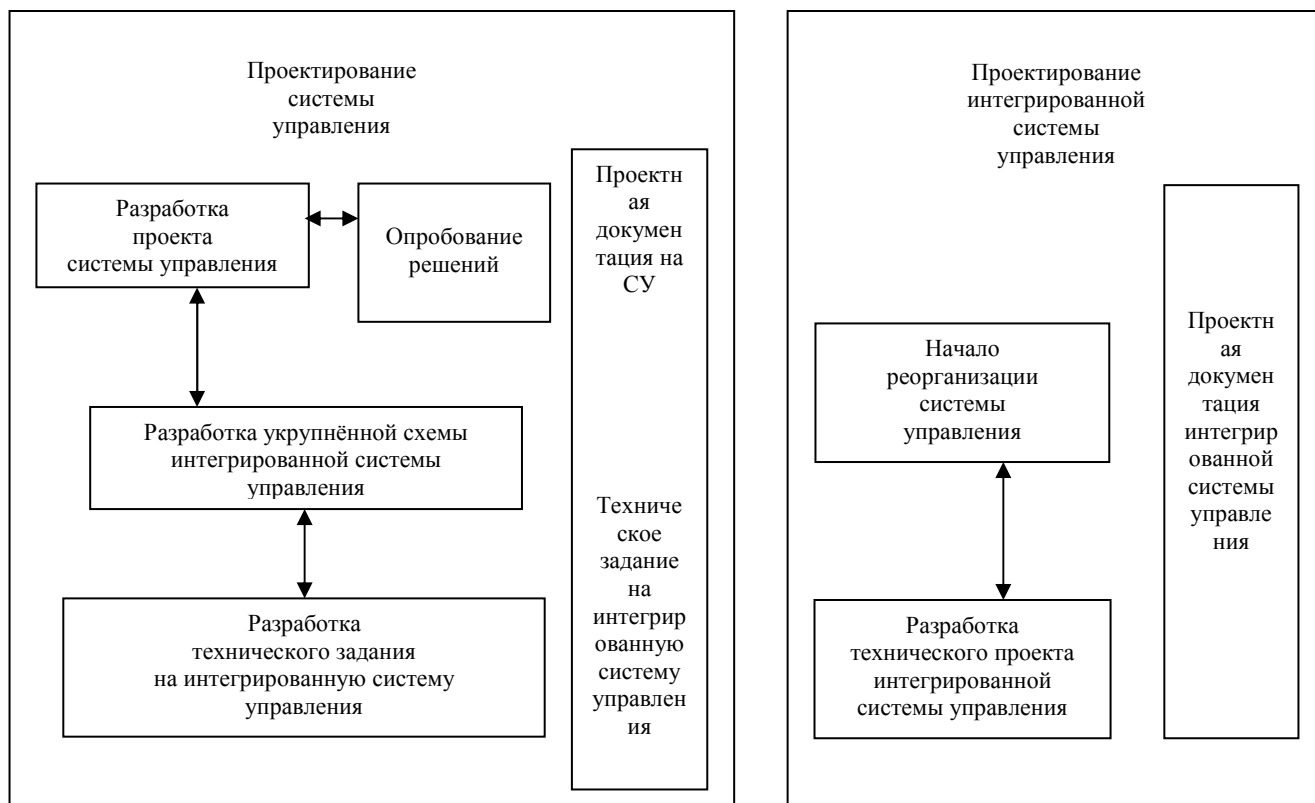 Проектирование
системы
управления
Разработка
проекта
системы управления
Опробование
решений
Проектн
ая
докумен
тация на
СУ
Разработка укрупнённой схемы
интегрированной системы
управления
Разработка
технического задания
на интегрированную систему
управления
Техниче
ское
задание
на
интегрир
ованную
систему
управлен
ия
Проектирование
интегрированной
системы
управления
Начало
реорганизации
системы
управления
Разработка
технического проекта
интегрированной
системы управления
Проектн
ая
докумен
тация
интегрир
ованной
системы
управле
ния